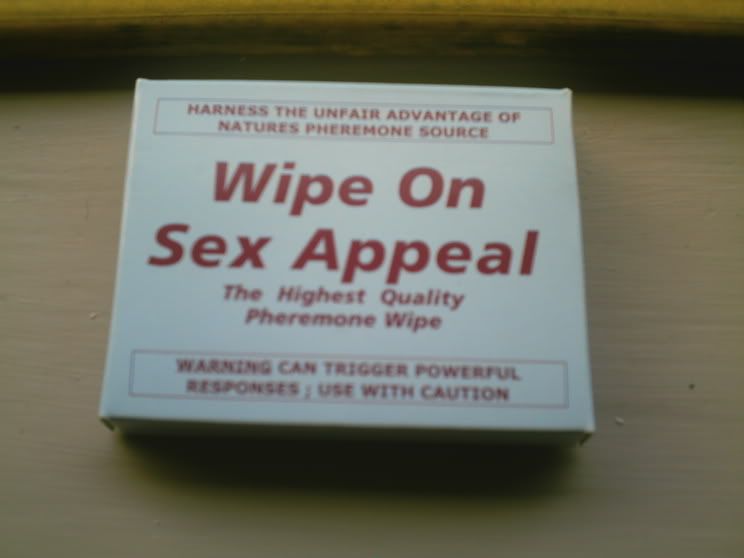 HARNESS THE UNFAIR ADVANTAGE OF
NATURES PHEREMONE SOURCE
Wipe On
Sex Appeal
The Highest Quality
Pheremone Wipe
WARNING CAN TRIGGER POWERFUL
RESPONSES ; USE WITH CAUTION